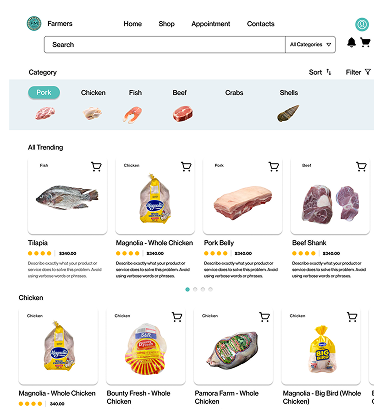 Farmers
Home
Shop
Appointment
Contacts
Search
All Categories
Category
Sort
Filter
Pork
Chicken
Fish
Beef
Crabs
Shells
All Trending
Fish
Chicken
Pork
Beef
Tilapia
Magnolia - Whole Chicken
Pork Belly
Beef Shank
$340.00
$340.00
$340.00
$340.00
Describe exactly what your product or
service does to solve this problem. Avoid
using verbose words or phrases.
Describe exactly what your product or
service does to solve this problem. Avoid
using verbose words or phrases.
Describe exactly what your product or
service does to solve this problem. Avoid
using verbose words or phrases.
Describe exactly what your product or
service does to solve this problem. Avoid
using verbose words or phrases.
Chicken
Chicken
Chicken
Chicken
Chicken
Magnolia
BIG
Magnolia - Whole Chicken
Bounty Fresh - Whole
Chicken
Pamora Farm - Whole
Chicken
Magnolia - Big Bird (Whole
Chicken)
340.00